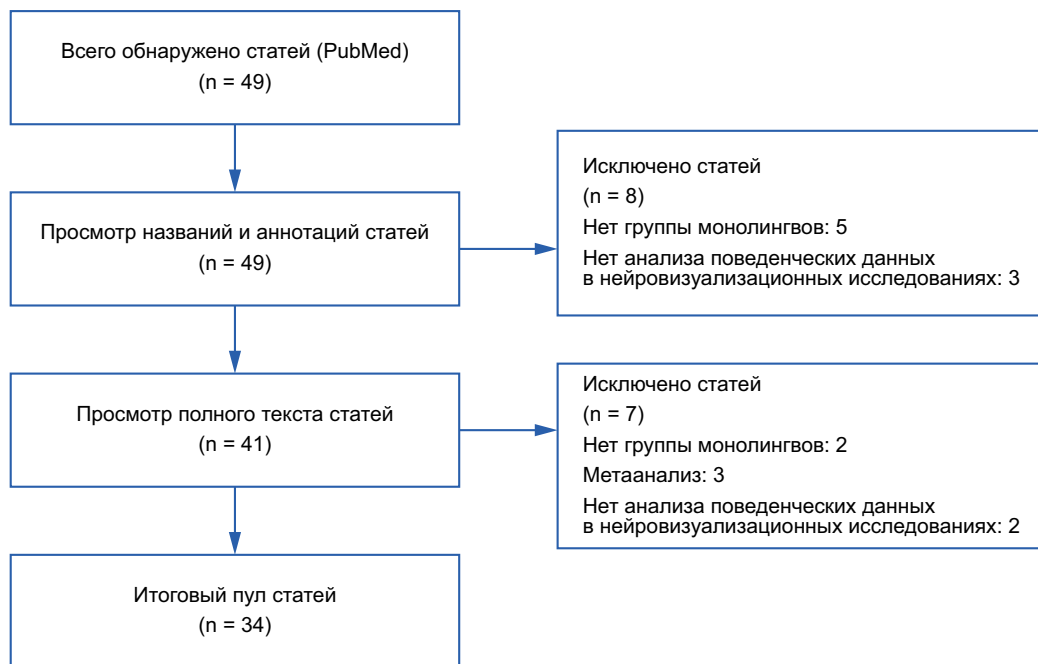 Всего обнаружено статей (PubMed)
(n = 49)
Просмотр названий и аннотаций статей
(n = 49)
Исключено статей
(n = 8)
Нет группы монолингвов: 5
Нет анализа поведенческих данных
в нейровизуализационных исследованиях: 3
Просмотр полного текста статей
(n = 41)
Исключено статей
(n = 7)
Нет группы монолингвов: 2
Метаанализ: 3
Нет анализа поведенческих данных
в нейровизуализационных исследованиях: 2
Итоговый пул статей
(n = 34)